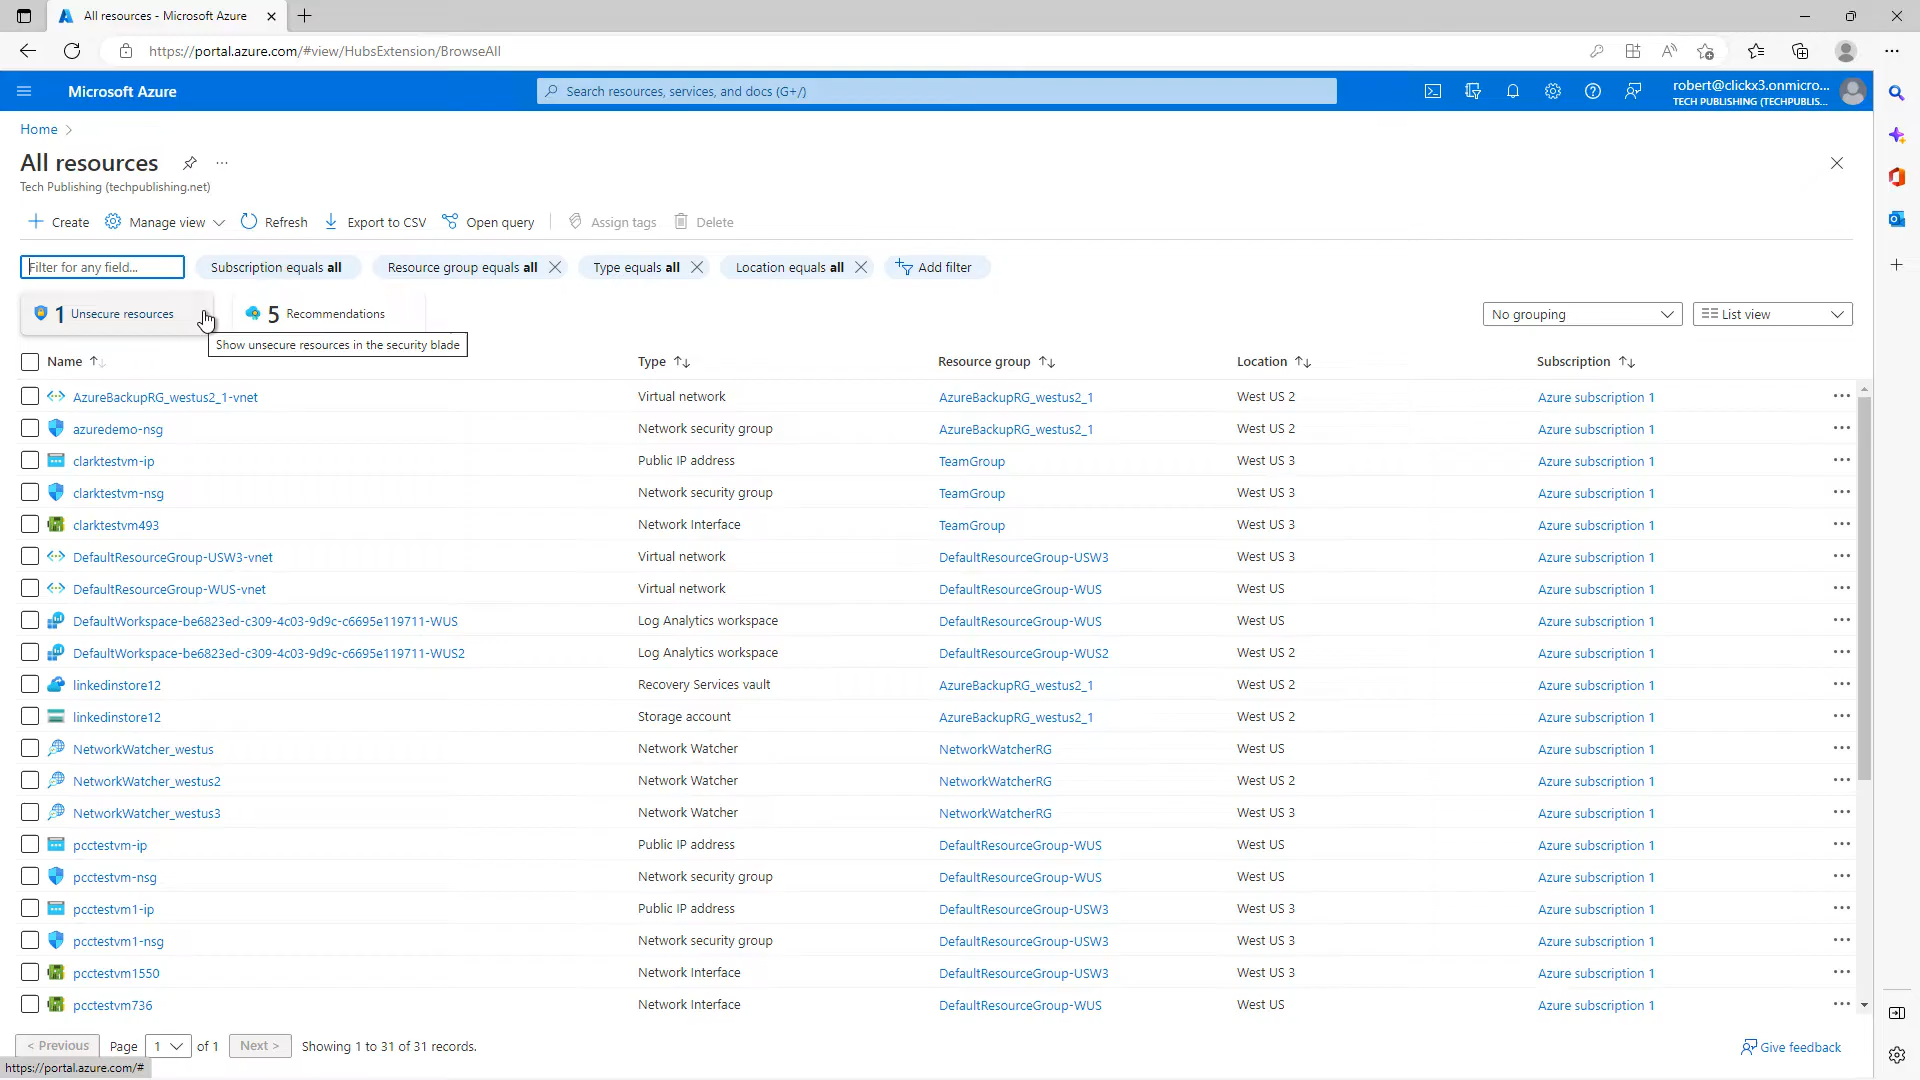 All resources - Microsoft Azure
https://portal.azure.com/#view/HubsExtension/BrowseAll
Microsoft Azure
Search resources, services, and docs (G+/)
robert@clickx3.onmicro...
TECH PUBLISHING (TECHPUBLIS...
Home
All resources
Tech Publishing (techpublishing.net)
Create Manage view Refresh Export to CSV Open query Assign tags Delete
Filter for any field... Subscription equals all Resource group equals all Type equals all Location equals all Add filter
1 Unsecure resources 5 Recommendations No grouping List view
Show unsecure resources in the security blade
Name Type Resource group Location Subscription
AzureBackupRG_westus2_1-vnet Virtual network AzureBackupRG_westus2_1 West US 2 Azure subscription 1
azuredemo-nsg Network security group AzureBackupRG_westus2_1 West US 2 Azure subscription 1
clarktestvm-ip Public IP address TeamGroup West US 3 Azure subscription 1
clarktestvm-nsg Network security group TeamGroup West US 3 Azure subscription 1
clarktestvm493 Network Interface TeamGroup West US 3 Azure subscription 1
DefaultResourceGroup-USW3-vnet Virtual network DefaultResourceGroup-USW3 West US 3 Azure subscription 1
DefaultResourceGroup-WUS-vnet Virtual network DefaultResourceGroup-WUS West US Azure subscription 1
DefaultWorkspace-be6823ed-c309-4c03-9d9c-c6695e119711-WUS Log Analytics workspace DefaultResourceGroup-WUS West US Azure subscription 1
DefaultWorkspace-be6823ed-c309-4c03-9d9c-c6695e119711-WUS2 Log Analytics workspace DefaultResourceGroup-WUS2 West US 2 Azure subscription 1
linkedinstore12 Recovery Services vault AzureBackupRG_westus2_1 West US 2 Azure subscription 1
linkedinstore12 Storage account AzureBackupRG_westus2_1 West US 2 Azure subscription 1
NetworkWatcher_westus Network Watcher NetworkWatcherRG West US Azure subscription 1
NetworkWatcher_westus2 Network Watcher NetworkWatcherRG West US 2 Azure subscription 1
NetworkWatcher_westus3 Network Watcher NetworkWatcherRG West US 3 Azure subscription 1
pcctestvm-ip Public IP address DefaultResourceGroup-WUS West US Azure subscription 1
pcctestvm-nsg Network security group DefaultResourceGroup-WUS West US Azure subscription 1
pcctestvm1-ip Public IP address DefaultResourceGroup-USW3 West US 3 Azure subscription 1
pcctestvm1-nsg Network security group DefaultResourceGroup-USW3 West US 3 Azure subscription 1
pcctestvm1550 Network Interface DefaultResourceGroup-USW3 West US 3 Azure subscription 1
pcctestvm736 Network Interface DefaultResourceGroup-WUS West US Azure subscription 1
< Previous Page 1 of 1 Next > Showing 1 to 31 of 31 records. Give feedback
https://portal.azure.com/#